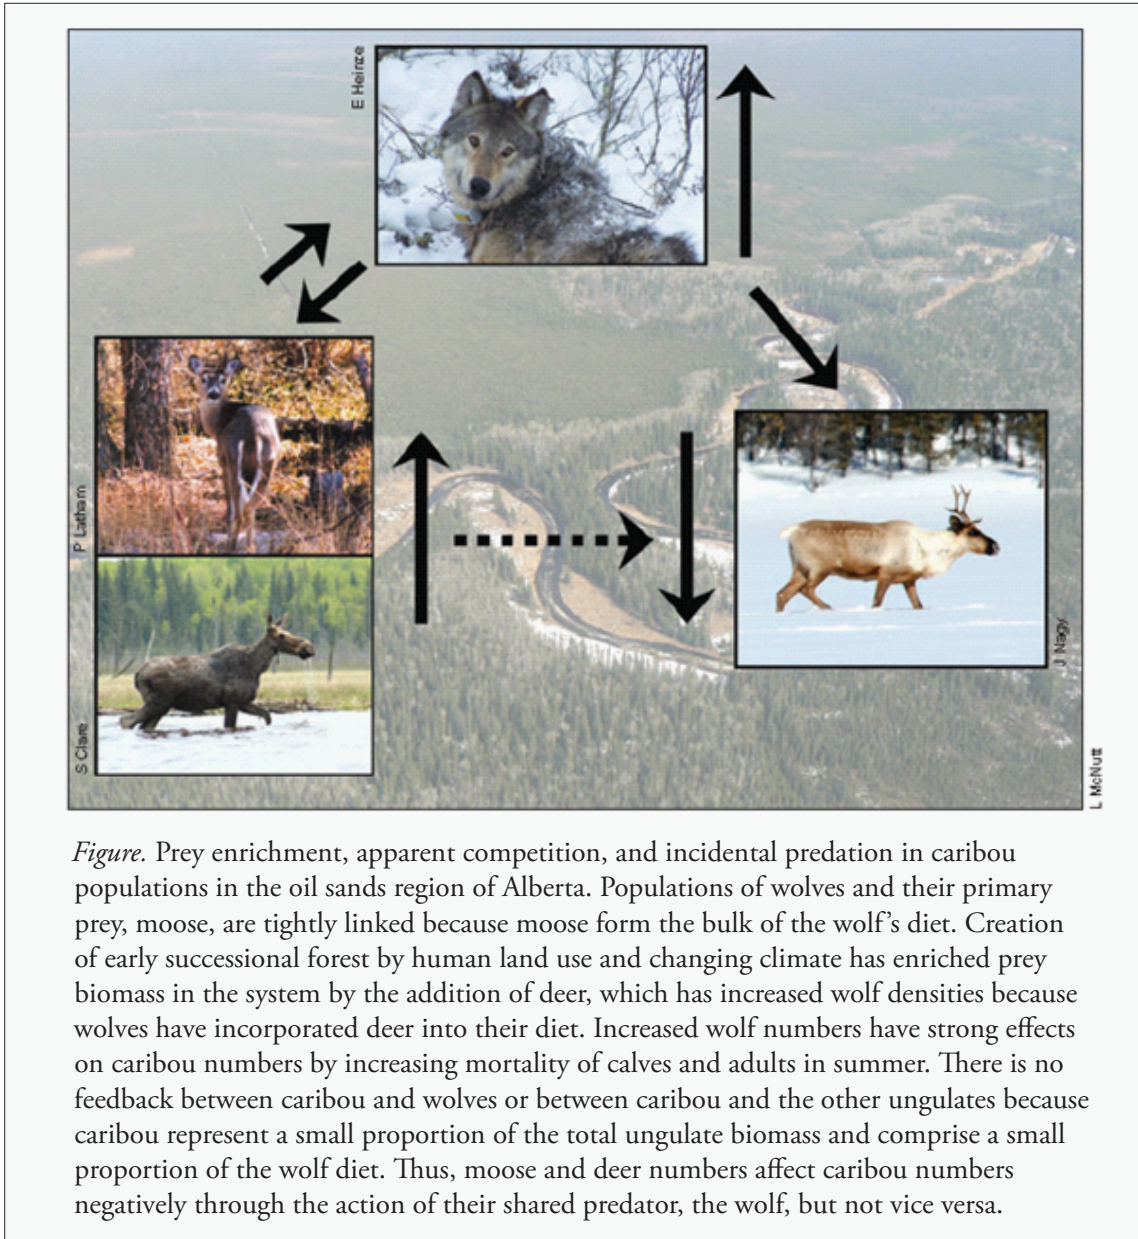 E Heinze
P Latham
S Clare
J Nagy
L McNutt
Figure. Prey enrichment, apparent competition, and incidental predation in caribou
populations in the oil sands region of Alberta. Populations of wolves and their primary
prey, moose, are tightly linked because moose form the bulk of the wolf’s diet. Creation
of early successional forest by human land use and changing climate has enriched prey
biomass in the system by the addition of deer, which has increased wolf densities because
wolves have incorporated deer into their diet. Increased wolf numbers have strong effects
on caribou numbers by increasing mortality of calves and adults in summer. There is no
feedback between caribou and wolves or between caribou and the other ungulates because
caribou represent a small proportion of the total ungulate biomass and comprise a small
proportion of the wolf diet. Thus, moose and deer numbers affect caribou numbers
negatively through the action of their shared predator, the wolf, but not vice versa.